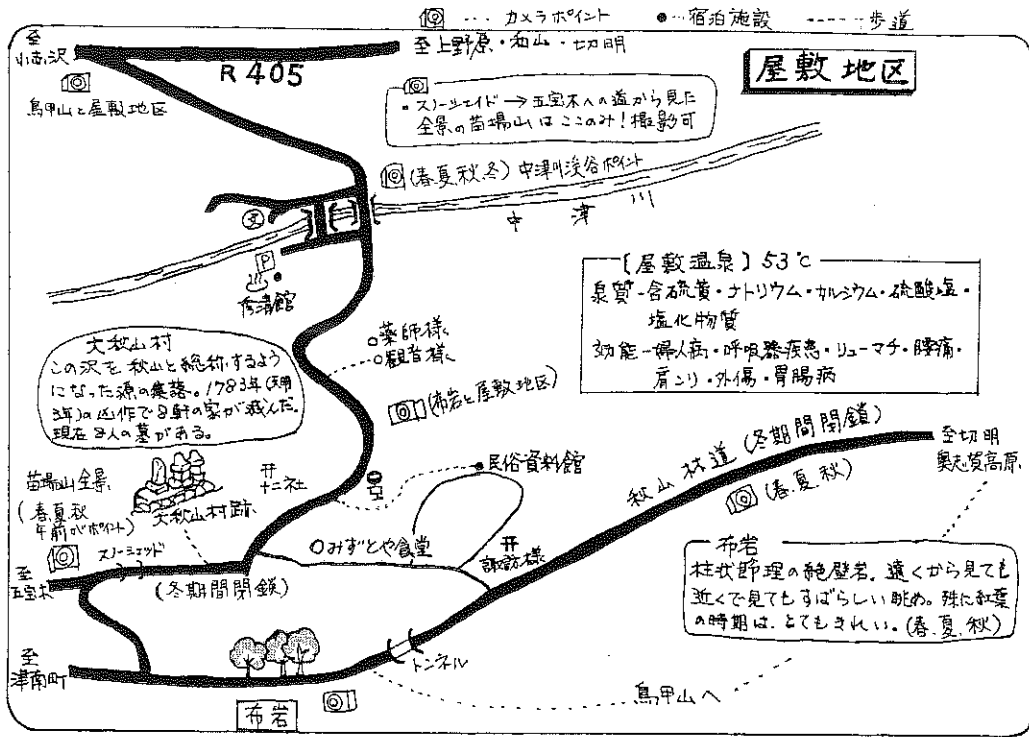 カメラポイント ●…宿泊施設 -----歩道
屋敷地区
至
小赤沢
R405
至上野原・和山・切明
鳥甲山と屋敷地区
•スノーシェイド→五宝木への道から見た
全景の苗場山はここのみ!撮影可
(春、夏、秋、冬)中津川渓谷ポイント
中津川
文
P
秀清館
【屋敷温泉】53℃
泉質-含硫黄・ナトリウム・カルシウム・硫酸塩・
塩化物質
効能-婦人病・呼吸器疾患・リューマチ・腰痛・
肩こり・外傷・胃腸病
大秋山村
この沢を秋山と総称するよう
になった源の集落。1783年(天明
3年)の凶作で8軒の家が滅んだ。
現在8人の墓がある。
○薬師様
○観音様
(布岩と屋敷地区)
苗場山全景
(春、夏、秋
午前がポイント)
大秋山村跡
十二社
●民俗資料館
秋山林道(冬期間閉鎖)
至切明
奥志賀高原
(春、夏、秋)
スノーシェッド
○みずとや食堂
諏訪様
至
五宝木
(冬期間閉鎖)
布岩
柱状節理の絶壁岩。遠くから見ても
近くで見てもすばらしい眺め。殊に紅葉
の時期は、とてもきれい。(春、夏、秋)
至
津南町
トンネル
鳥甲山へ
布岩